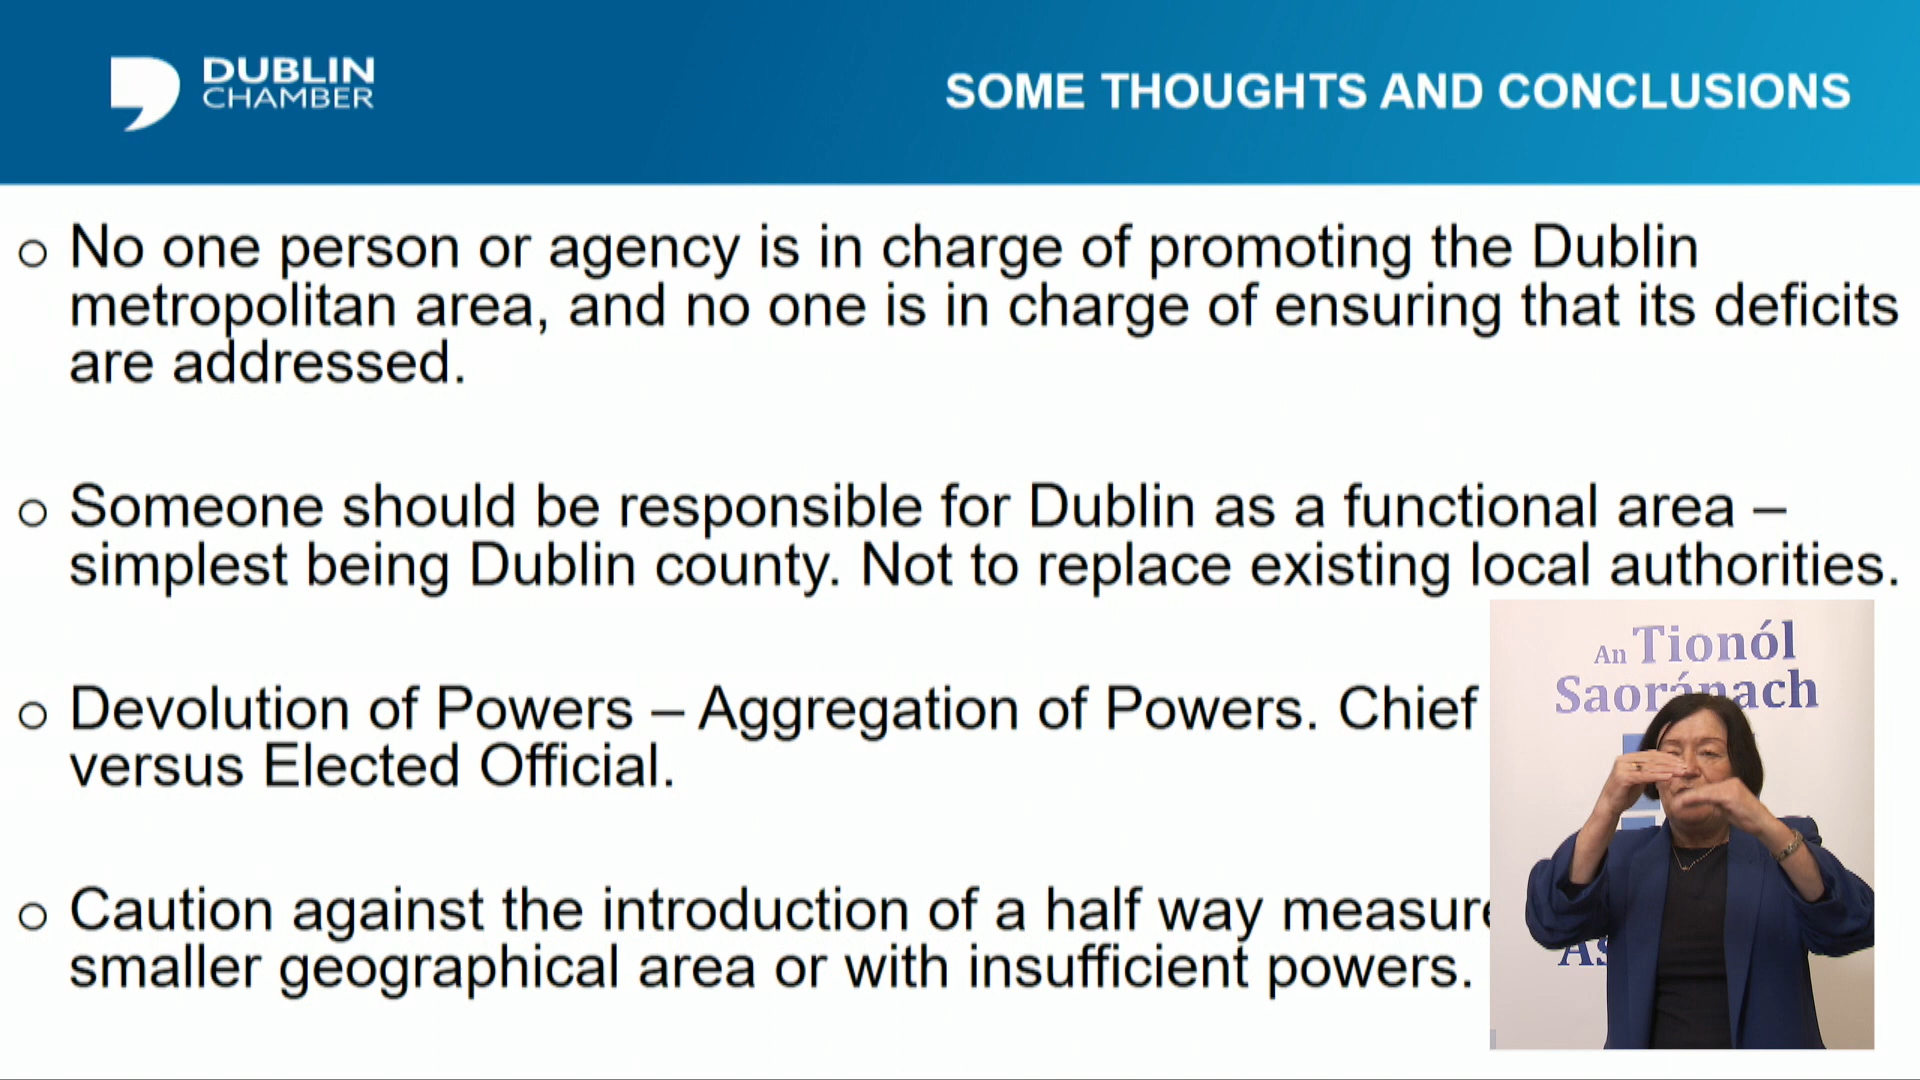 DUBLIN
CHAMBER
SOME THOUGHTS AND CONCLUSIONS
o No one person or agency is in charge of promoting the Dublin
metropolitan area, and no one is in charge of ensuring that its deficits
are addressed.
o Someone should be responsible for Dublin as a functional area –
simplest being Dublin county. Not to replace existing local authorities.
o Devolution of Powers – Aggregation of Powers. Chief
versus Elected Official.
o Caution against the introduction of a half way measure
smaller geographical area or with insufficient powers.
An Tionól
Saoránach